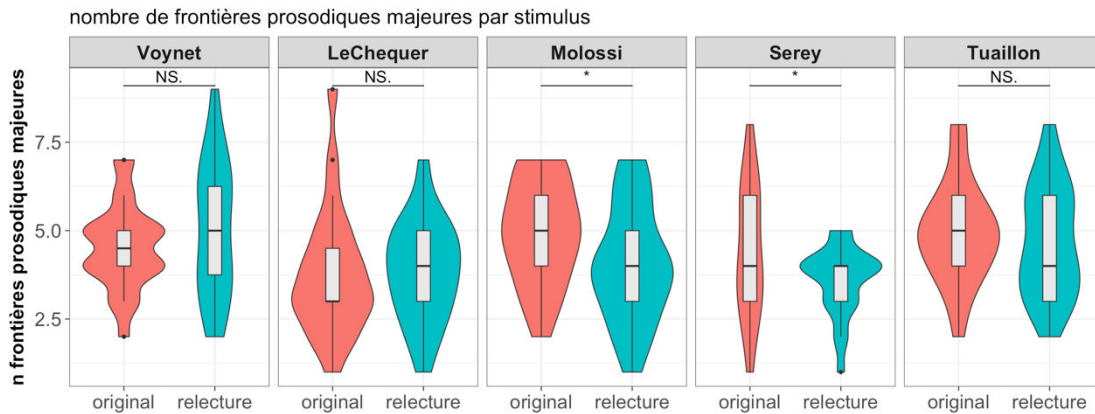 nombre de frontières prosodiques majeures par stimulus
Voynet LeChequer Molossi Serey Tuaillon
NS. NS. * * NS.
n frontières prosodiques majeures
7.5
5.0
2.5
original relecture original relecture original relecture original relecture original relecture